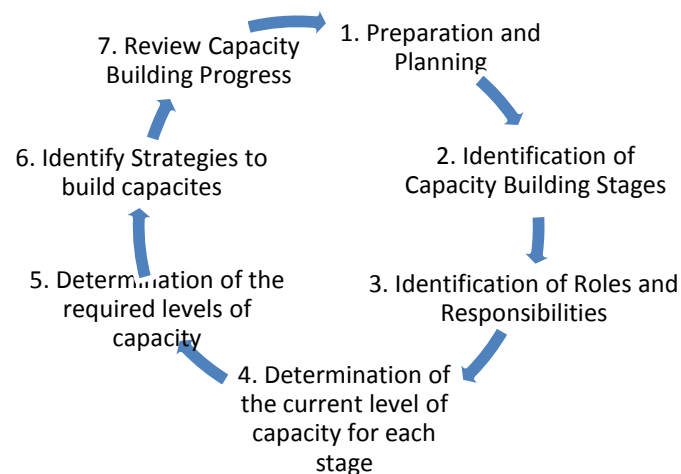 1. Preparation and
Planning
2. Identification of
Capacity Building Stages
3. Identification of Roles and
Responsibilities
4. Determination of
the current level of
capacity for each
stage
5. Determination of the
required levels of
capacity
6. Identify Strategies to
build capacites
7. Review Capacity
Building Progress